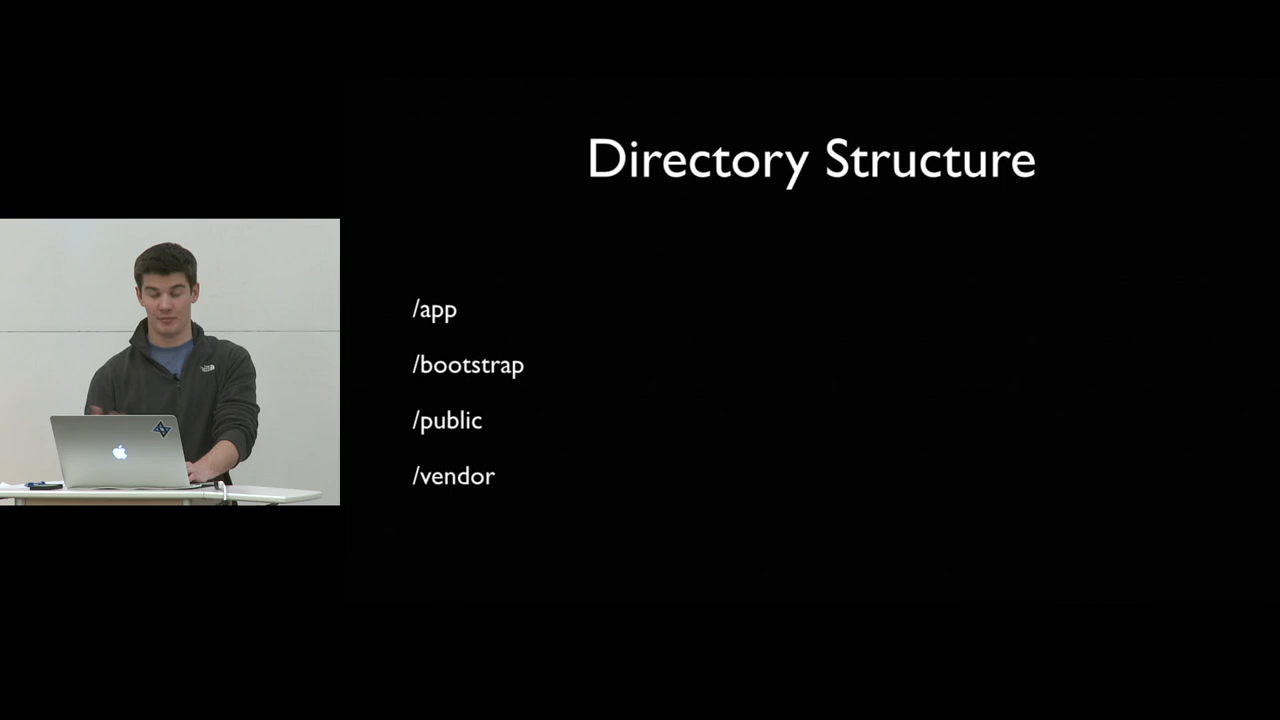 Directory Structure
/app
/bootstrap
/public
/vendor